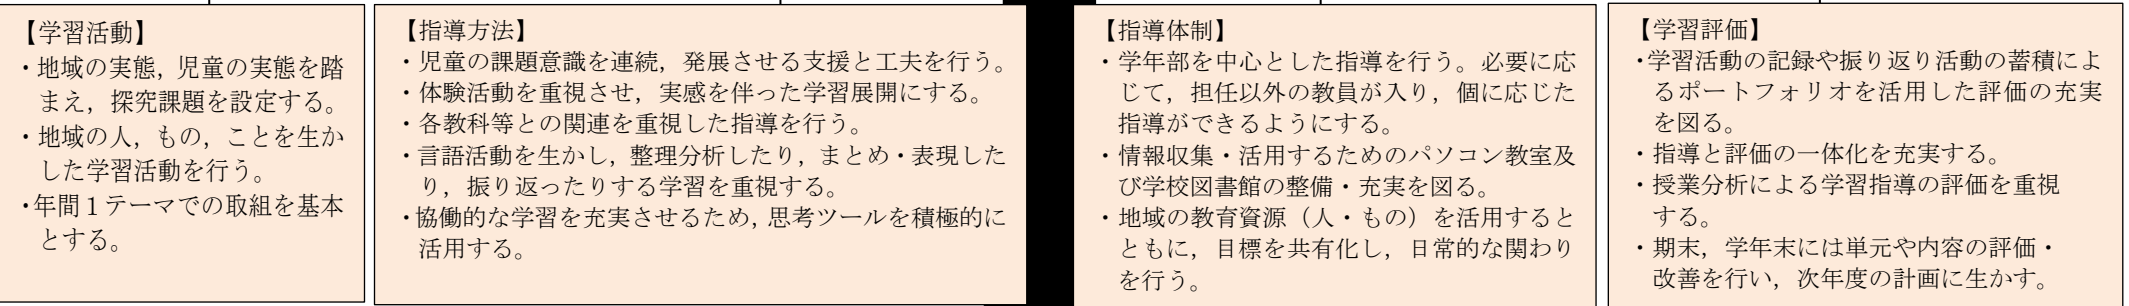 【学習活動】
・地域の実態，児童の実態を踏
まえ，探究課題を設定する。
・地域の人，もの，ことを生か
した学習活動を行う。
・年間１テーマでの取組を基本
とする。
【指導方法】
・児童の課題意識を連続，発展させる支援と工夫を行う。
・体験活動を重視させ，実感を伴った学習展開にする。
・各教科等との関連を重視した指導を行う。
・言語活動を生かし，整理分析したり，まとめ・表現した
り，振り返ったりする学習を重視する。
・協働的な学習を充実させるため，思考ツールを積極的に
活用する。
【指導体制】
・学年部を中心とした指導を行う。必要に応
じて，担任以外の教員が入り，個に応じた
指導ができるようにする。
・情報収集・活用するためのパソコン教室及
び学校図書館の整備・充実を図る。
・地域の教育資源（人・もの）を活用すると
ともに，目標を共有化し，日常的な関わり
を行う。
【学習評価】
・学習活動の記録や振り返り活動の蓄積によ
るポートフォリオを活用した評価の充実
を図る。
・指導と評価の一体化を充実する。
・授業分析による学習指導の評価を重視
する。
・期末，学年末には単元や内容の評価・
改善を行い，次年度の計画に生かす。